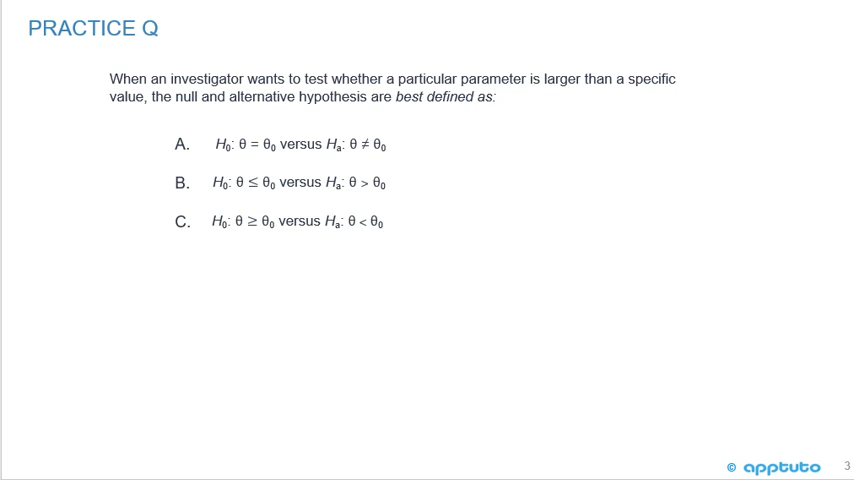 PRACTICE Q
When an investigator wants to test whether a particular parameter is larger than a specific
value, the null and alternative hypothesis are best defined as:
A. H₀: θ = θ₀ versus Hₐ: θ ≠ θ₀
B. H₀: θ ≤ θ₀ versus Hₐ: θ > θ₀
C. H₀: θ ≥ θ₀ versus Hₐ: θ < θ₀
© apptuto 3